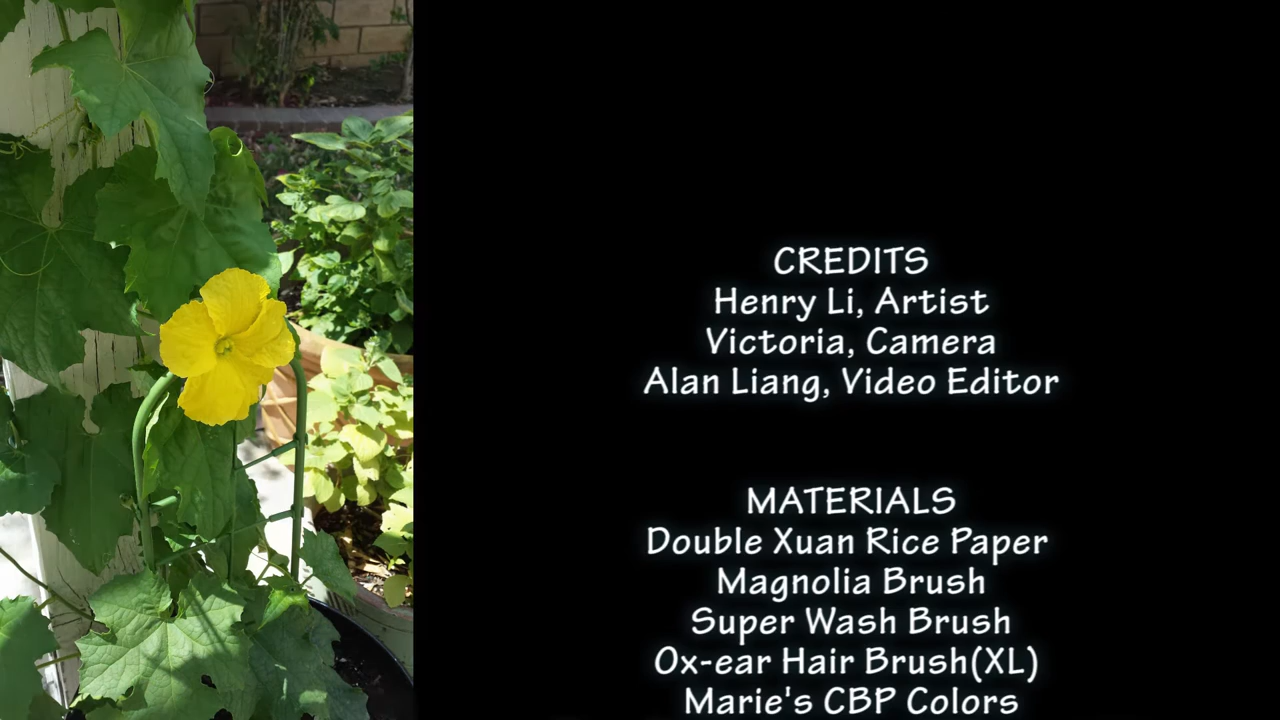 CREDITS
Henry Li, Artist
Victoria, Camera
Alan Liang, Video Editor
MATERIALS
Double Xuan Rice Paper
Magnolia Brush
Super Wash Brush
Ox-ear Hair Brush(XL)
Marie's CBP Colors